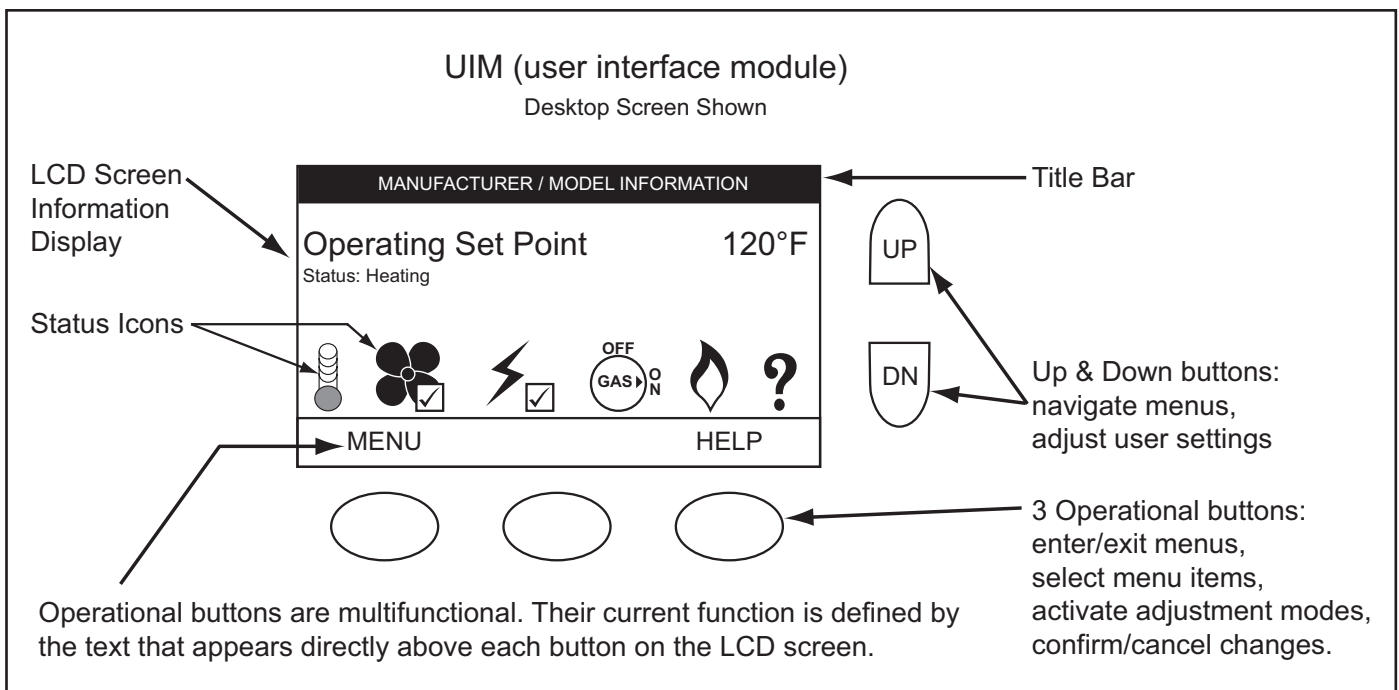 UIM (user interface module)
Desktop Screen Shown
LCD Screen
Information
Display
MANUFACTURER / MODEL INFORMATION
Title Bar
Operating Set Point 120°F
Status: Heating
UP
Status Icons
OFF
GAS
ON
?
DN
Up & Down buttons:
navigate menus,
adjust user settings
MENU HELP
3 Operational buttons:
enter/exit menus,
select menu items,
activate adjustment modes,
confirm/cancel changes.
Operational buttons are multifunctional. Their current function is defined by
the text that appears directly above each button on the LCD screen.